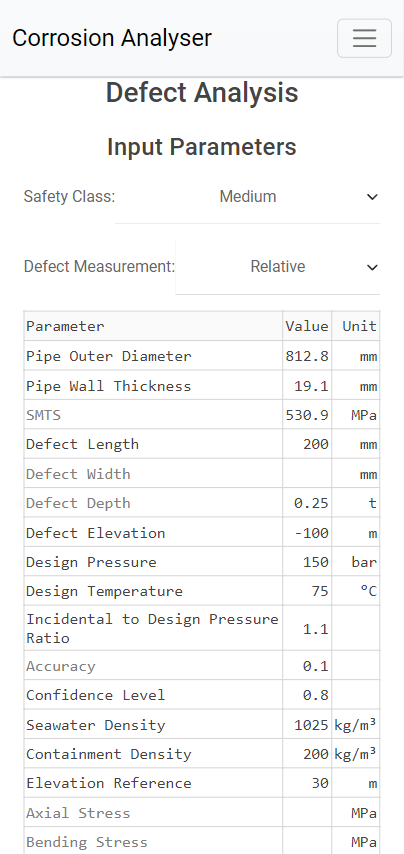 Corrosion Analyser
Defect Analysis
Input Parameters
Safety Class: Medium
Defect Measurement: Relative
Parameter Value Unit
Pipe Outer Diameter 812.8 mm
Pipe Wall Thickness 19.1 mm
SMTS 530.9 MPa
Defect Length 200 mm
Defect Width mm
Defect Depth 0.25 t
Defect Elevation -100 m
Design Pressure 150 bar
Design Temperature 75 °C
Incidental to Design Pressure
Ratio 1.1
Accuracy 0.1
Confidence Level 0.8
Seawater Density 1025 kg/m³
Containment Density 200 kg/m³
Elevation Reference 30 m
Axial Stress MPa
Bending Stress MPa